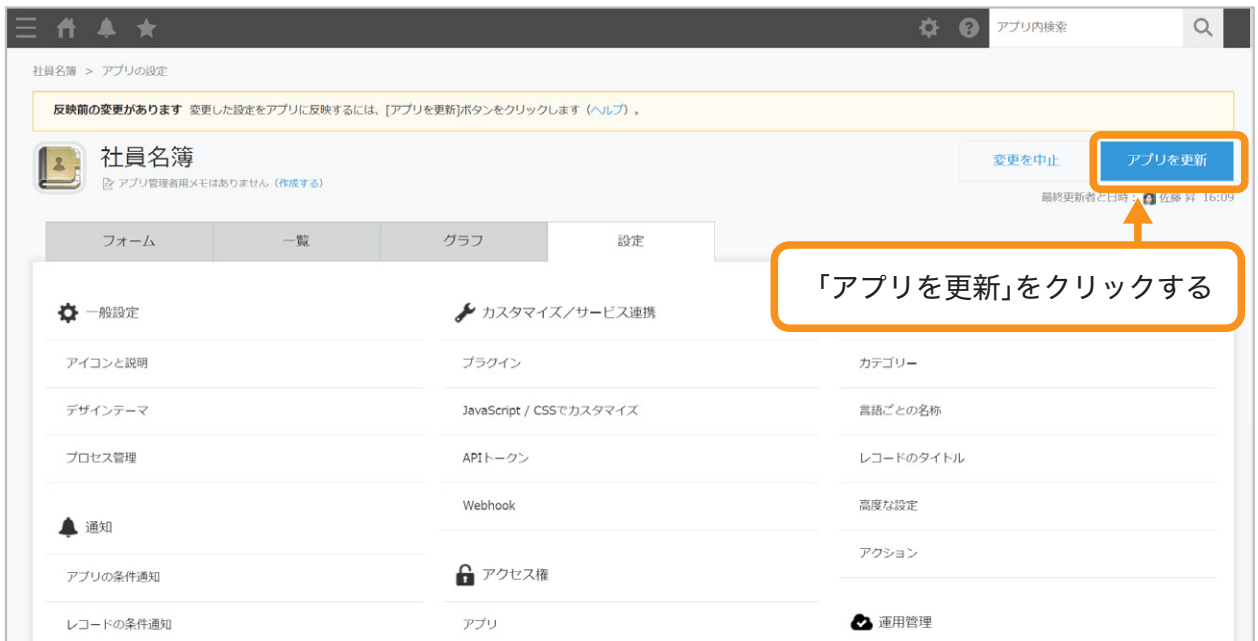 アプリ内検索
社員名簿 > アプリの設定
反映前の変更があります 変更した設定をアプリに反映するには、[アプリを更新]ボタンをクリックします（ヘルプ）。
社員名簿
アプリ管理者用メモはありません（作成する）
変更を中止
アプリを更新
最終更新者と日時： 佐藤 昇 16:09
フォーム
一覧
グラフ
設定
「アプリを更新」をクリックする
一般設定
アイコンと説明
デザインテーマ
プロセス管理
通知
アプリの条件通知
レコードの条件通知
カスタマイズ／サービス連携
プラグイン
JavaScript / CSSでカスタマイズ
APIトークン
Webhook
アクセス権
アプリ
カテゴリー
言語ごとの名称
レコードのタイトル
高度な設定
アクション
運用管理